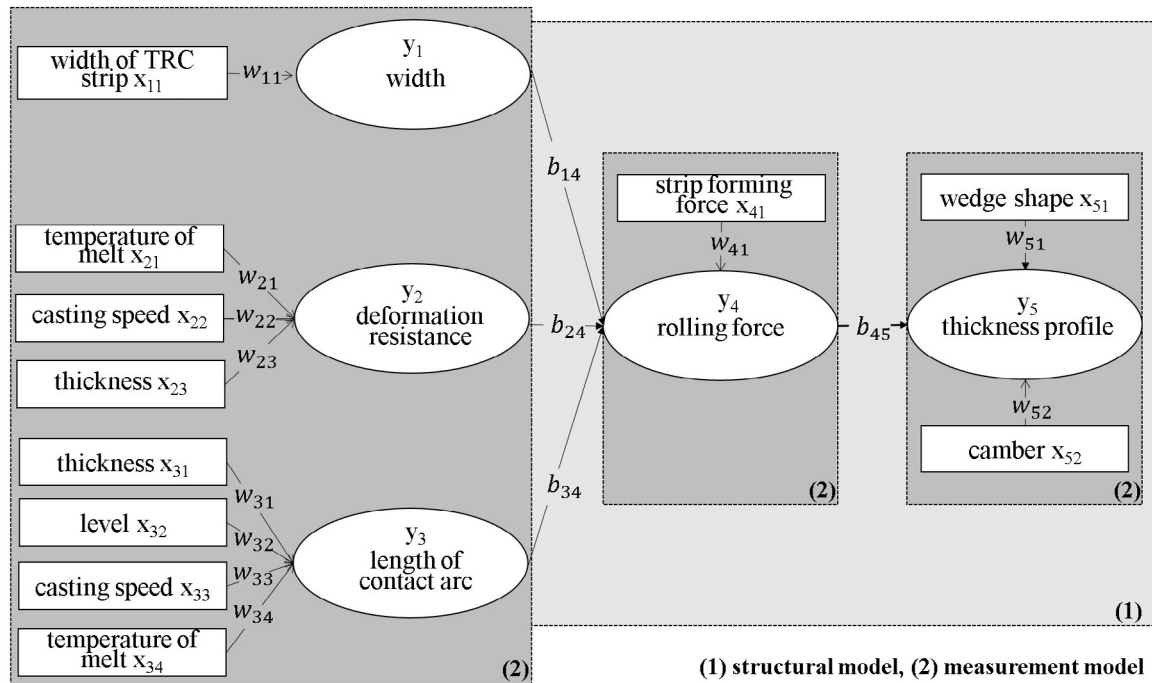 width of TRC
strip x11
w11
y1
width
b14
temperature of
melt x21
casting speed x22
thickness x23
w21
w22
w23
y2
deformation
resistance
b24
thickness x31
level x32
casting speed x33
temperature of
melt x34
w31
w32
w33
w34
y3
length of
contact arc
b34
(2)
strip forming
force x41
w41
y4
rolling force
(2)
b45
wedge shape x51
w51
y5
thickness profile
w52
camber x52
(2)
(1)
(1) structural model, (2) measurement model